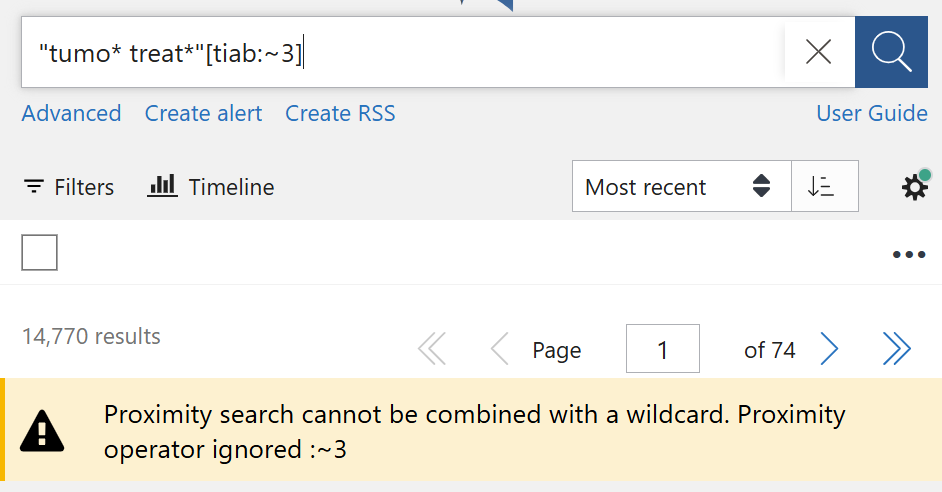 "tumo* treat*"[tiab:~3]
Advanced Create alert Create RSS User Guide
Filters Timeline Most recent
14,770 results Page 1 of 74
Proximity search cannot be combined with a wildcard. Proximity
operator ignored :~3